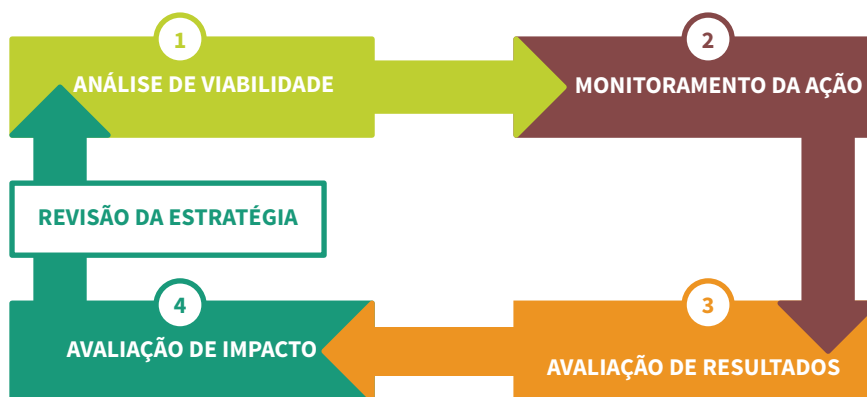 1
ANÁLISE DE VIABILIDADE
2
MONITORAMENTO DA AÇÃO
REVISÃO DA ESTRATÉGIA
4
AVALIAÇÃO DE IMPACTO
3
AVALIAÇÃO DE RESULTADOS